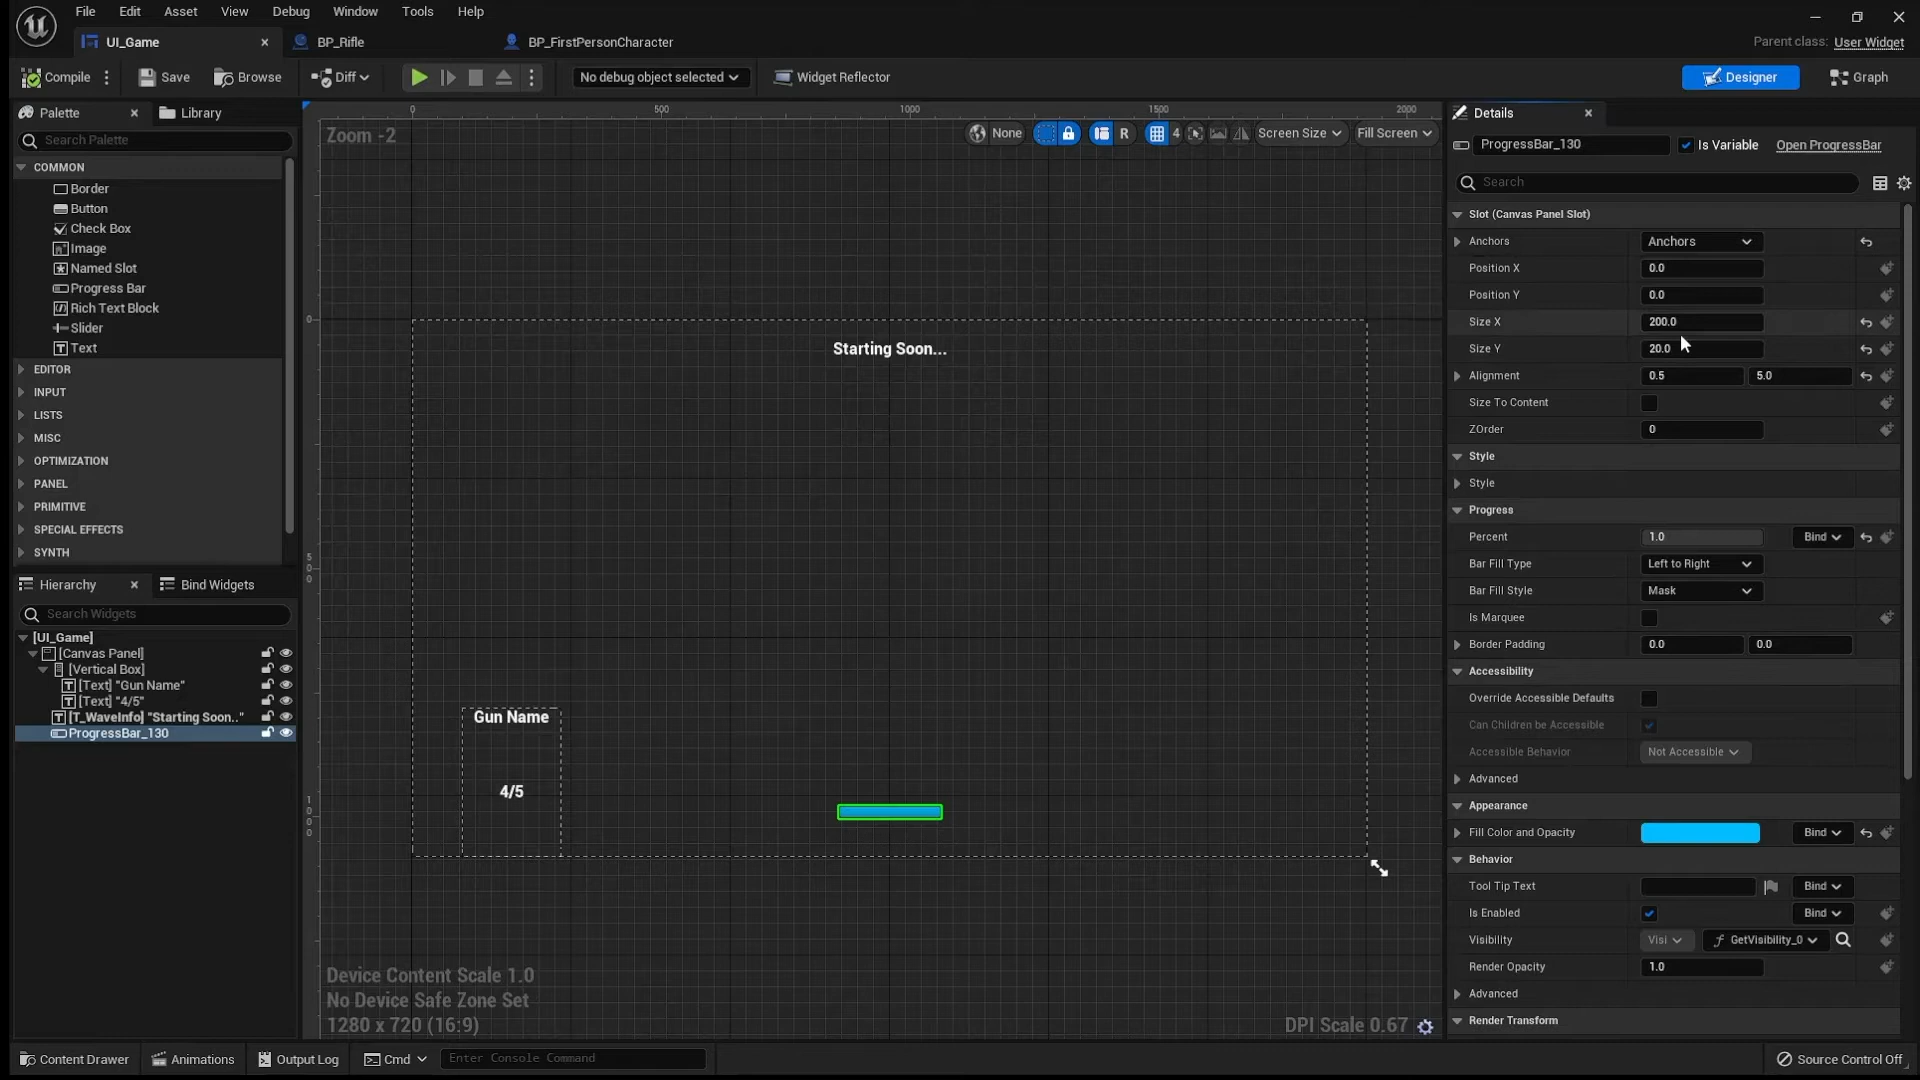 File Edit Asset View Debug Window Tools Help
UI_Game
BP_Rifle
BP_FirstPersonCharacter
Parent class: User Widget
Compile
Save
Browse
Diff
No debug object selected
Widget Reflector
Designer
Graph
Palette
Library
Search Palette
COMMON
Border
Button
Check Box
Image
Named Slot
Progress Bar
Rich Text Block
Slider
Text
EDITOR
INPUT
LISTS
MISC
OPTIMIZATION
PANEL
PRIMITIVE
SPECIAL EFFECTS
SYNTH
Hierarchy
Bind Widgets
Search Widgets
[UI_Game]
[Canvas Panel]
[Vertical Box]
[Text] "Gun Name"
[Text] "4/5"
[T_WaveInfo] "Starting Soon.."
ProgressBar_130
0 500 1000 1500 2000
Zoom -2
None
R
4
Screen Size
Fill Screen
0
500
1000
Starting Soon...
Gun Name
4/5
Device Content Scale 1.0
No Device Safe Zone Set
1280 x 720 (16:9)
DPI Scale 0.67
Details
ProgressBar_130
Is Variable
Open ProgressBar
Search
Slot (Canvas Panel Slot)
Anchors Anchors
Position X 0.0
Position Y 0.0
Size X 200.0
Size Y 20.0
Alignment 0.5 5.0
Size To Content
ZOrder 0
Style
Style
Progress
Percent 1.0 Bind
Bar Fill Type Left to Right
Bar Fill Style Mask
Is Marquee
Border Padding 0.0 0.0
Accessibility
Override Accessible Defaults
Can Children be Accessible
Accessible Behavior Not Accessible
Advanced
Appearance
Fill Color and Opacity Bind
Behavior
Tool Tip Text Bind
Is Enabled Bind
Visibility Visi GetVisibility_0
Render Opacity 1.0
Advanced
Render Transform
Content Drawer
Animations
Output Log
Cmd
Enter Console Command
Source Control Off